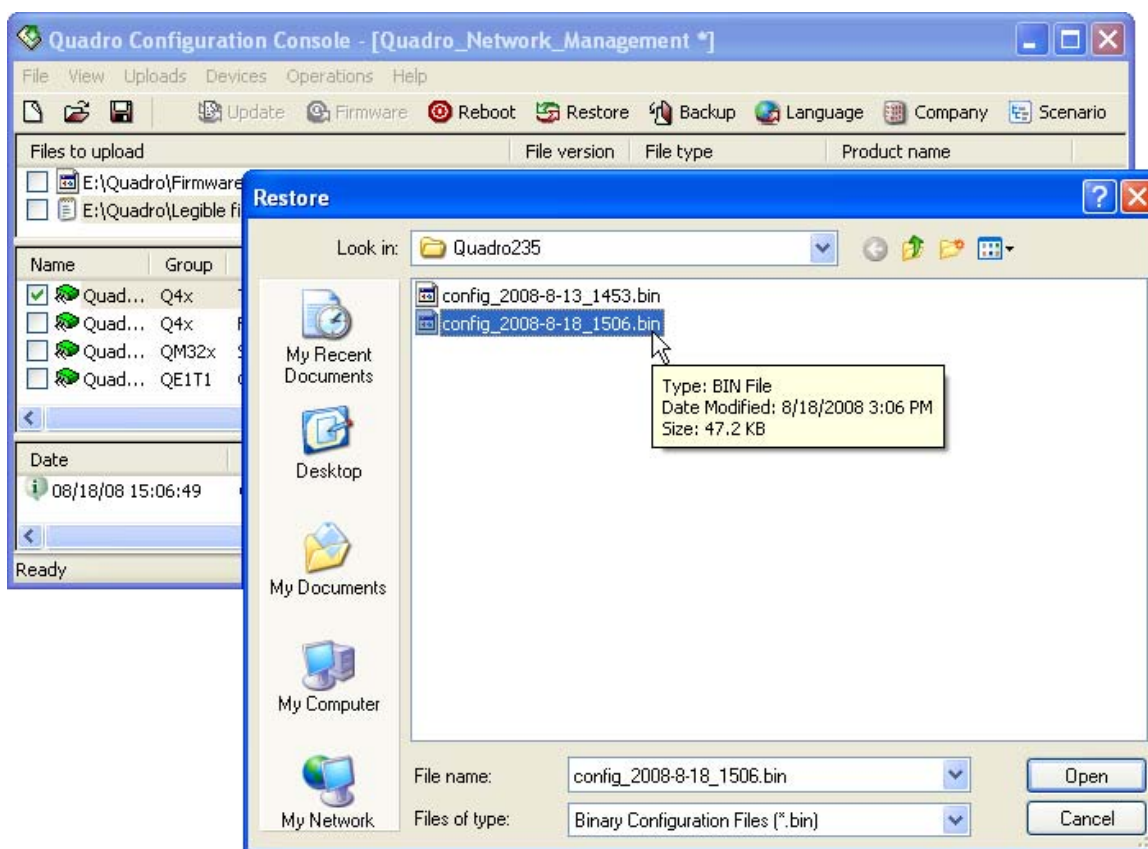 Quadro Configuration Console - [Quadro_Network_Management *]
File View Uploads Devices Operations Help
Update Firmware Reboot Restore Backup Language Company Scenario
Files to upload File version File type Product name
E:\Quadro\Firmware
E:\Quadro\Legible fi
Name Group
Quad... Q4x
Quad... Q4x
Quad... QM32x
Quad... QE1T1
Date
08/18/08 15:06:49
Ready
Restore
Look in: Quadro235
My Recent
Documents
Desktop
My Documents
My Computer
My Network
config_2008-8-13_1453.bin
config_2008-8-18_1506.bin
Type: BIN File
Date Modified: 8/18/2008 3:06 PM
Size: 47.2 KB
File name: config_2008-8-18_1506.bin Open
Files of type: Binary Configuration Files (*.bin) Cancel